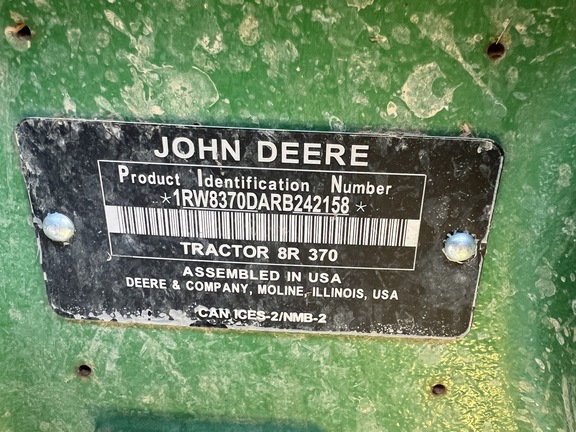 JOHN DEERE
Product Identification Number
*1RW8370DARB242158*
TRACTOR 8R 370
ASSEMBLED IN USA
DEERE & COMPANY, MOLINE, ILLINOIS, USA
CAN ICES-2/NMB-2